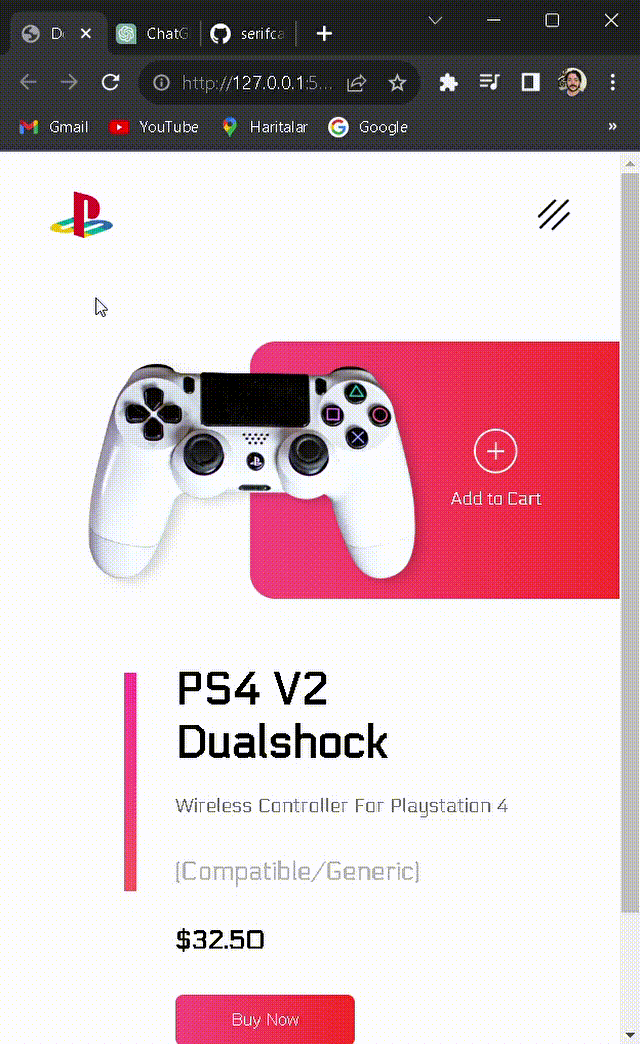 De
ChatG
serifca
http://127.0.0.1:5...
Gmail
YouTube
Haritalar
Google
»
Add to Cart
PS4 V2
Dualshock
Wireless Controller For Playstation 4
(Compatible/Generic)
$32.50
Buy Now